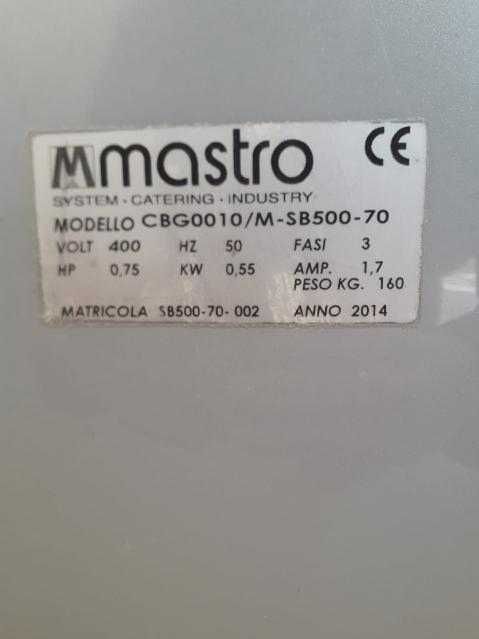 Mmastro CE
SYSTEM · CATERING · INDUSTRY
MODELLO CBG0010/M-SB500-70
VOLT 400 HZ 50 FASI 3
HP 0,75 KW 0,55 AMP. 1,7
PESO KG. 160
MATRICOLA SB500-70-002 ANNO 2014